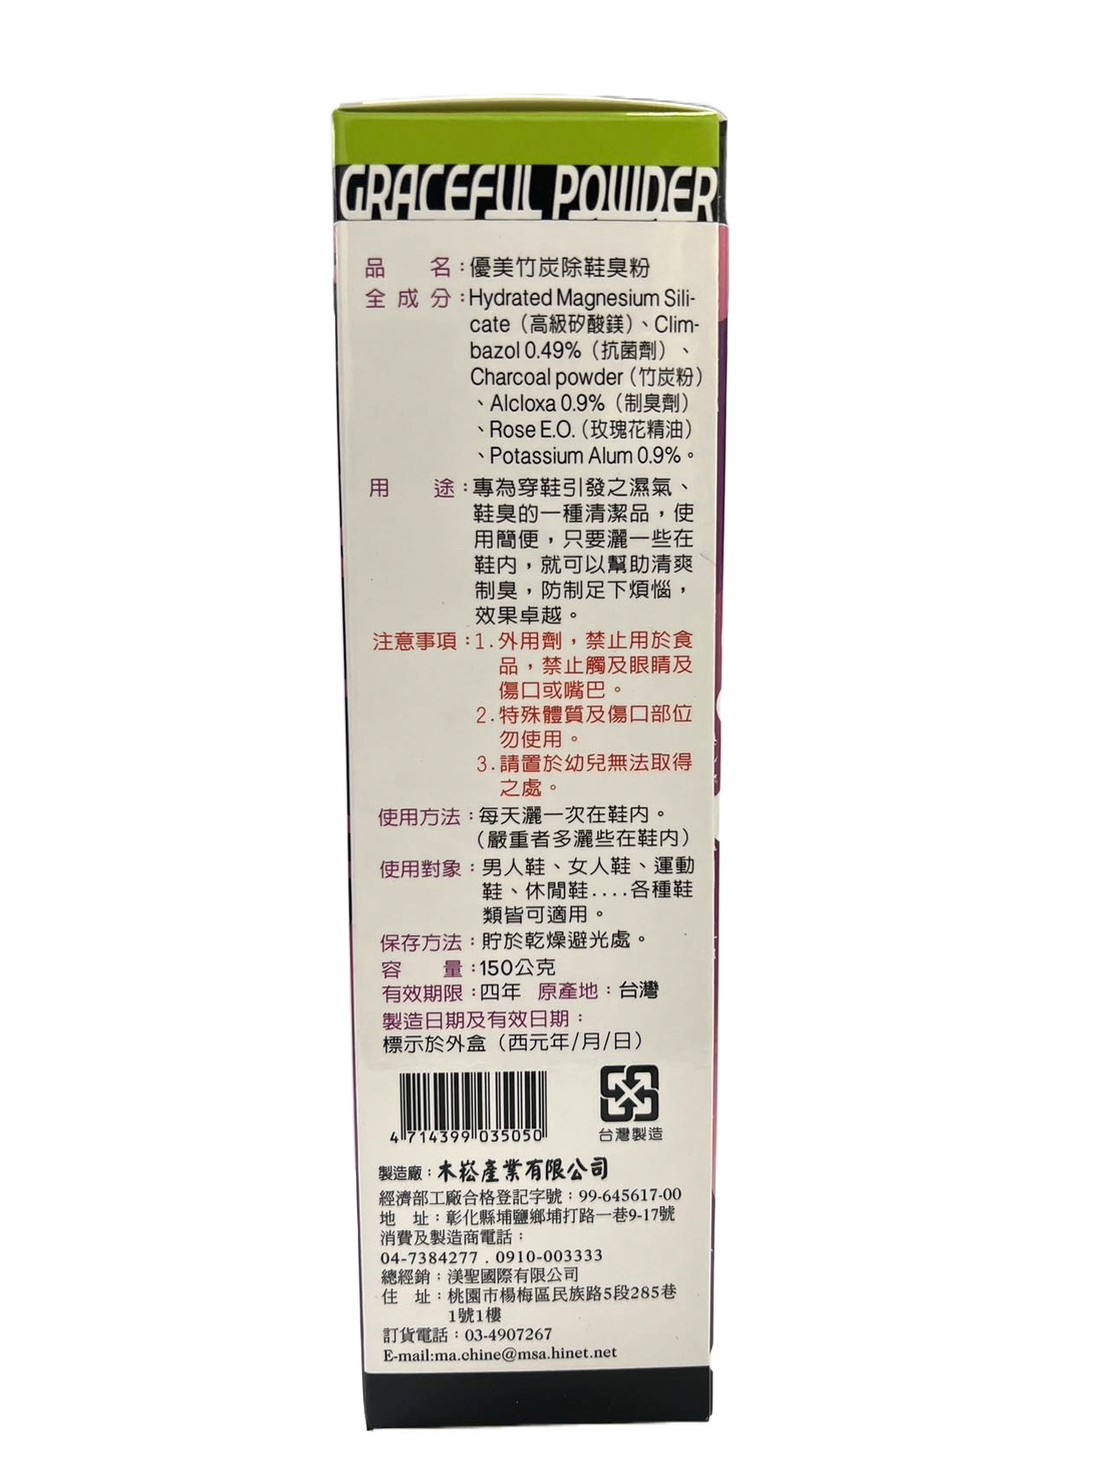 GRACEFUL POWDER
品名：優美竹炭除鞋臭粉
全成分：Hydrated Magnesium Sili-
cate（高級矽酸鎂）、Clim-
bazol 0.49%（抗菌劑）、
Charcoal powder（竹炭粉）
、Alcloxa 0.9%（制臭劑）
、Rose E.O.（玫瑰花精油）
、Potassium Alum 0.9%。
用途：專為穿鞋引發之濕氣、
鞋臭的一種清潔品，使
用簡便，只要灑一些在
鞋內，就可以幫助清爽
制臭，防制足下煩惱，
效果卓越。
注意事項：1.外用劑，禁止用於食
品，禁止觸及眼睛及
傷口或嘴巴。
2.特殊體質及傷口部位
勿使用。
3.請置於幼兒無法取得
之處。
使用方法：每天灑一次在鞋內。
（嚴重者多灑些在鞋內）
使用對象：男人鞋、女人鞋、運動
鞋、休閒鞋....各種鞋
類皆可適用。
保存方法：貯於乾燥避光處。
容量：150公克
有效期限：四年 原產地：台灣
製造日期及有效日期：
標示於外盒（西元年/月/日）
4 714399 035050
台灣製造
製造廠：木崧產業有限公司
經濟部工廠合格登記字號：99-645617-00
地址：彰化縣埔鹽鄉埔打路一巷9-17號
消費及製造商電話：
04-7384277 . 0910-003333
總經銷：渼聖國際有限公司
住址：桃園市楊梅區民族路5段285巷
1號1樓
訂貨電話：03-4907267
E-mail:ma.chine@msa.hinet.net